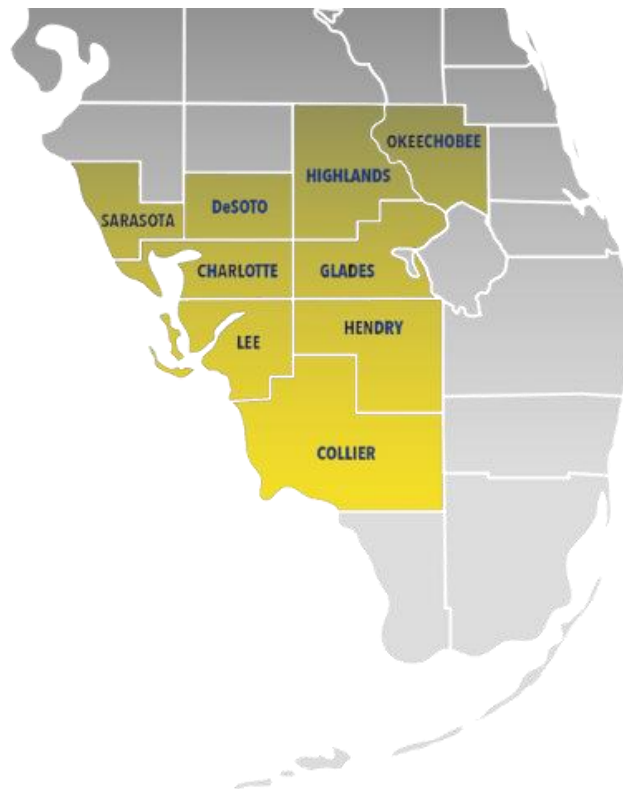 OKEECHOBEE
HIGHLANDS
DeSOTO
SARASOTA
CHARLOTTE
GLADES
HENDRY
LEE
COLLIER